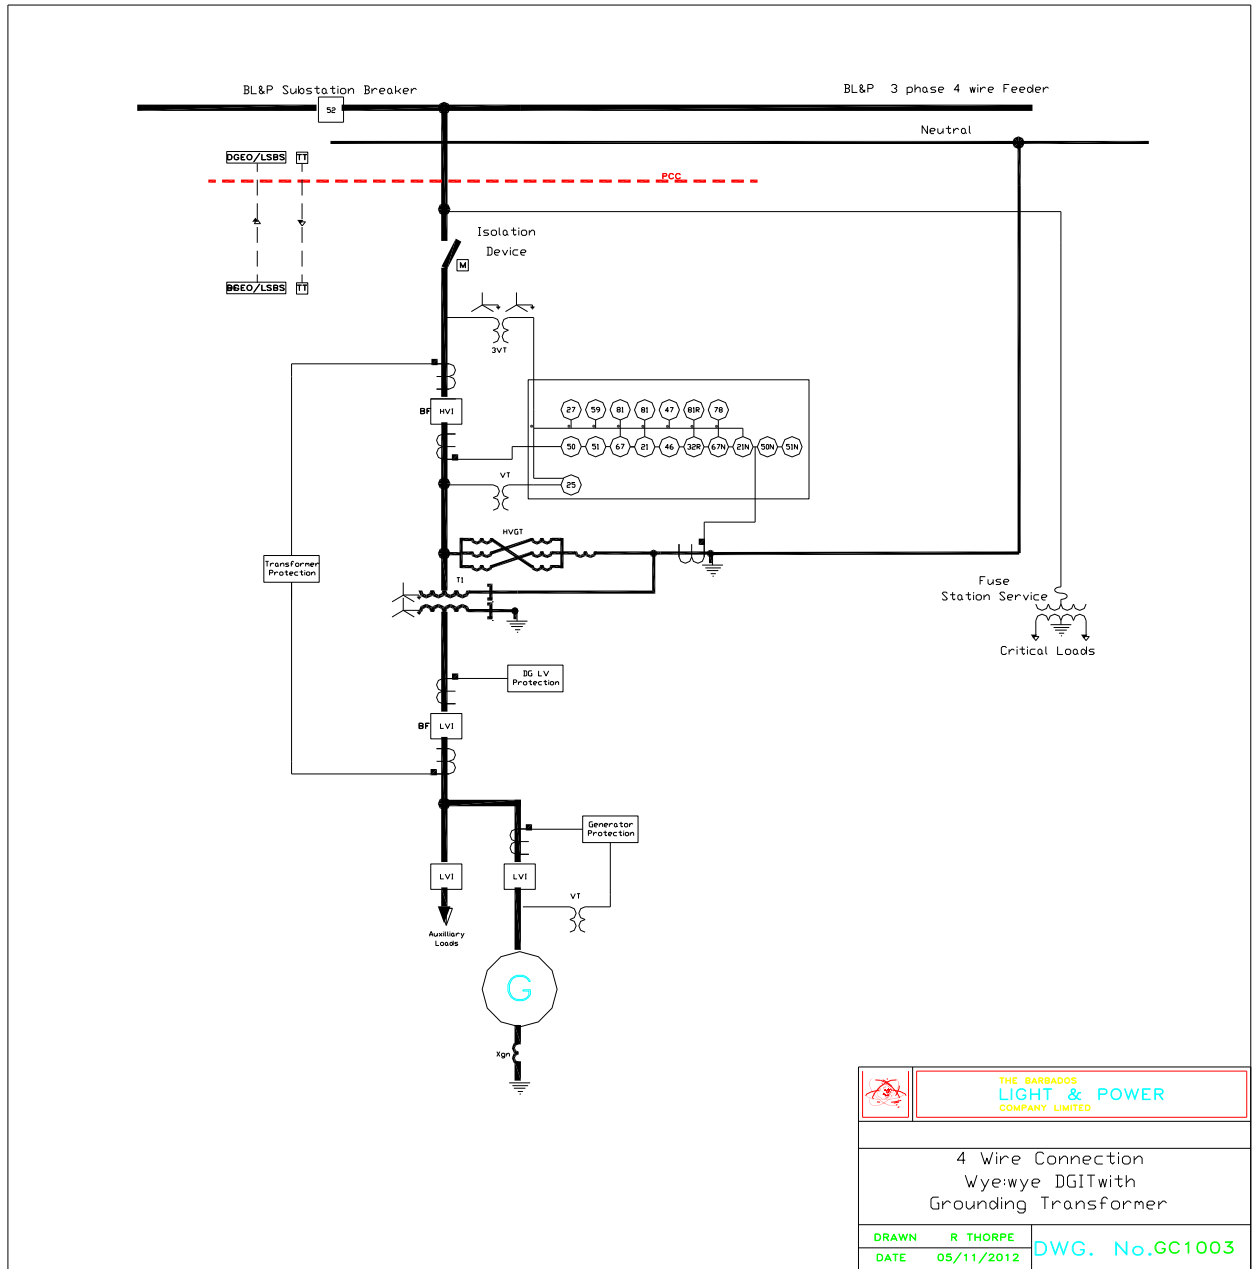 BL&P Substation Breaker
BL&P 3 phase 4 wire Feeder
52
Neutral
DGEO/LSBS TT
PCC
Isolation
Device
M
GEO/LSBS TT
3VT
27 59 81 81 47 81R 78
BF HVI
50 51 67 21 46 32R 67N 21N 50N 51N
VT
25
HVGT
Transformer
Protection
T1
Fuse
Station Service
Critical Loads
DG LV
Protection
BF LVI
Generator
Protection
LVI LVI
VT
Auxilliary
Loads
G
Xgn
THE BARBADOS
LIGHT & POWER
COMPANY LIMITED
4 Wire Connection
Wye:wye DGITwith
Grounding Transformer
DRAWN R THORPE
DATE 05/11/2012
DWG. No.GC1003